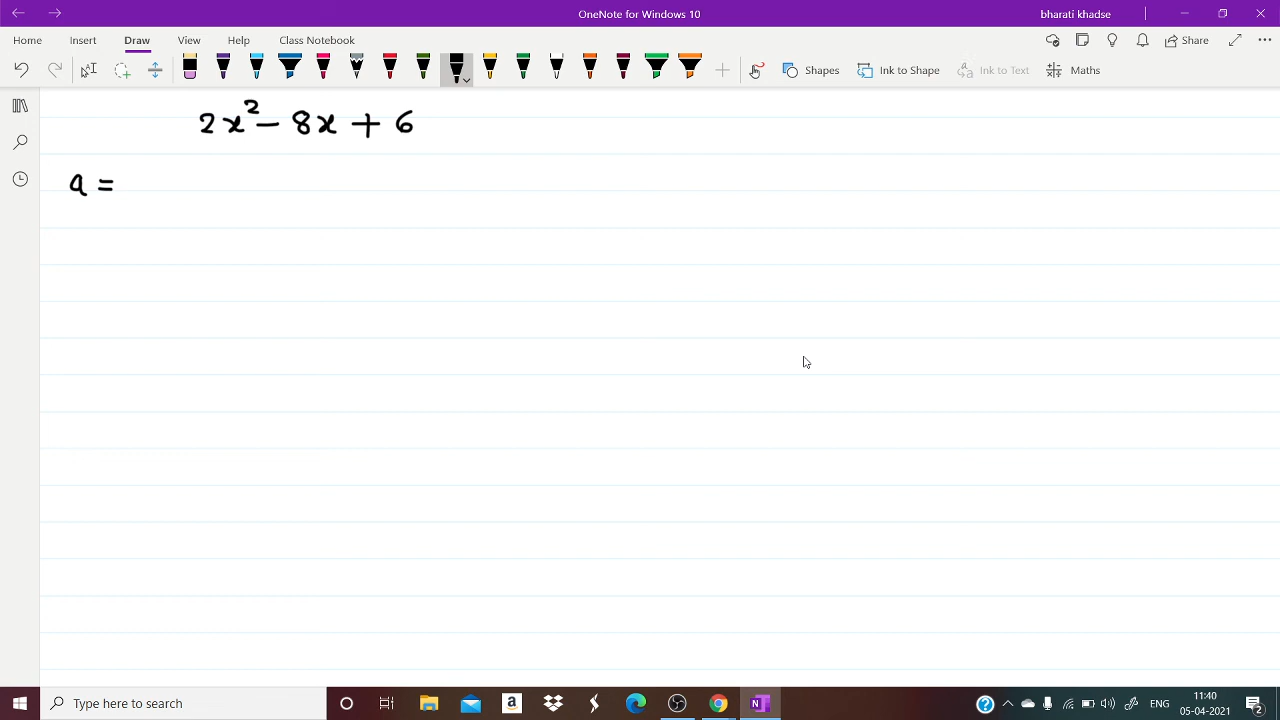 OneNote for Windows 10
bharati khadse
Home Insert Draw View Help Class Notebook
Share
Shapes Ink to Shape Ink to Text Maths
2x² - 8x + 6
a =
Type here to search
a
N
ENG
11:40
05-04-2021
2